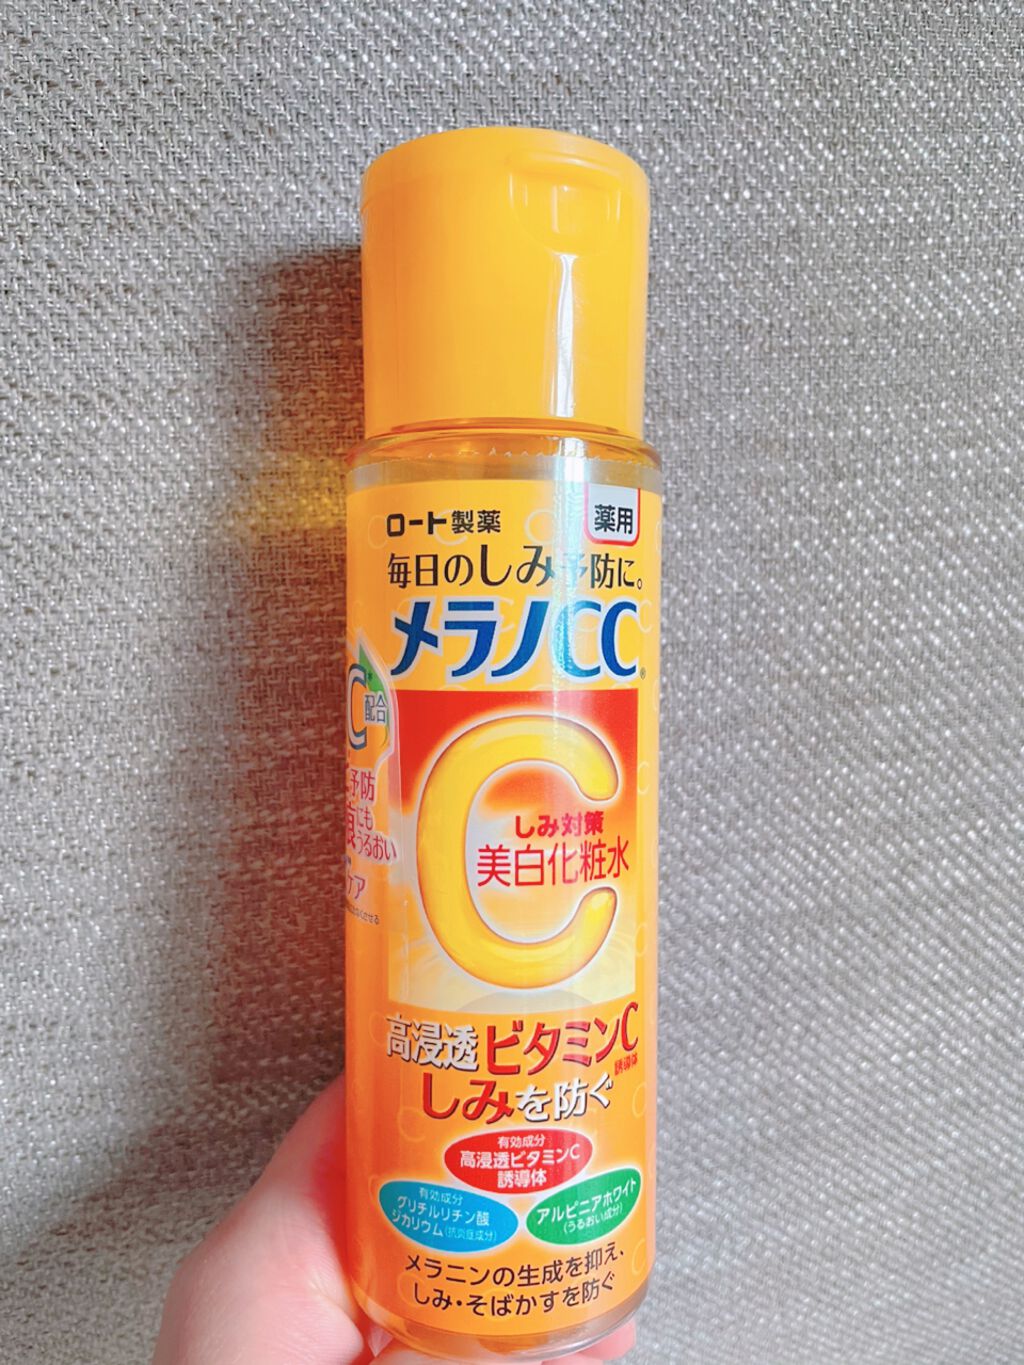 ロート製薬
薬用
毎日のしみ予防に。
メラノCC®
C*配合
予防
痕にも
うるおい
ケア
しみ対策
美白化粧水
高浸透ビタミンC
誘導体
しみを防ぐ
有効成分
高浸透ビタミンC
誘導体
有効成分
グリチルリチン酸
ジカリウム(抗炎症成分)
アルピニアホワイト
(うるおい成分)
メラニンの生成を抑え、
しみ・そばかすを防ぐ